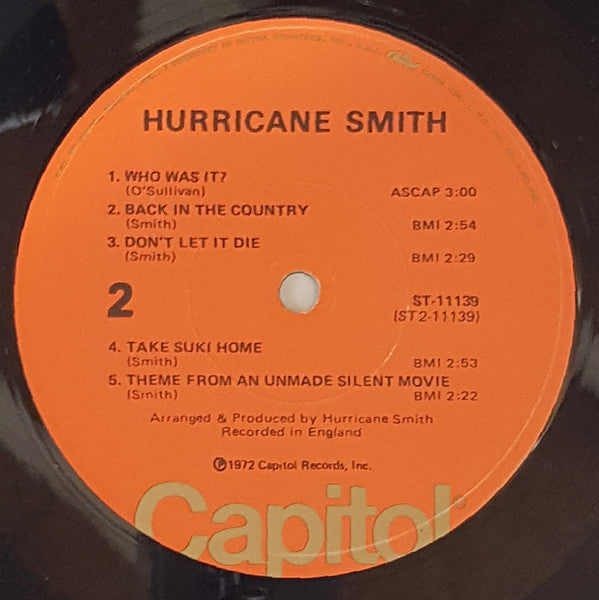 HURRICANE SMITH
1. WHO WAS IT?
(O'Sullivan) ASCAP 3:00
2. BACK IN THE COUNTRY
(Smith) BMI 2:54
3. DON'T LET IT DIE
(Smith) BMI 2:29
2 ST-11139
(ST2-11139)
4. TAKE SUKI HOME
(Smith) BMI 2:53
5. THEME FROM AN UNMADE SILENT MOVIE
(Smith) BMI 2:22
Arranged & Produced by Hurricane Smith
Recorded in England
℗1972 Capitol Records, Inc.
Capitol®